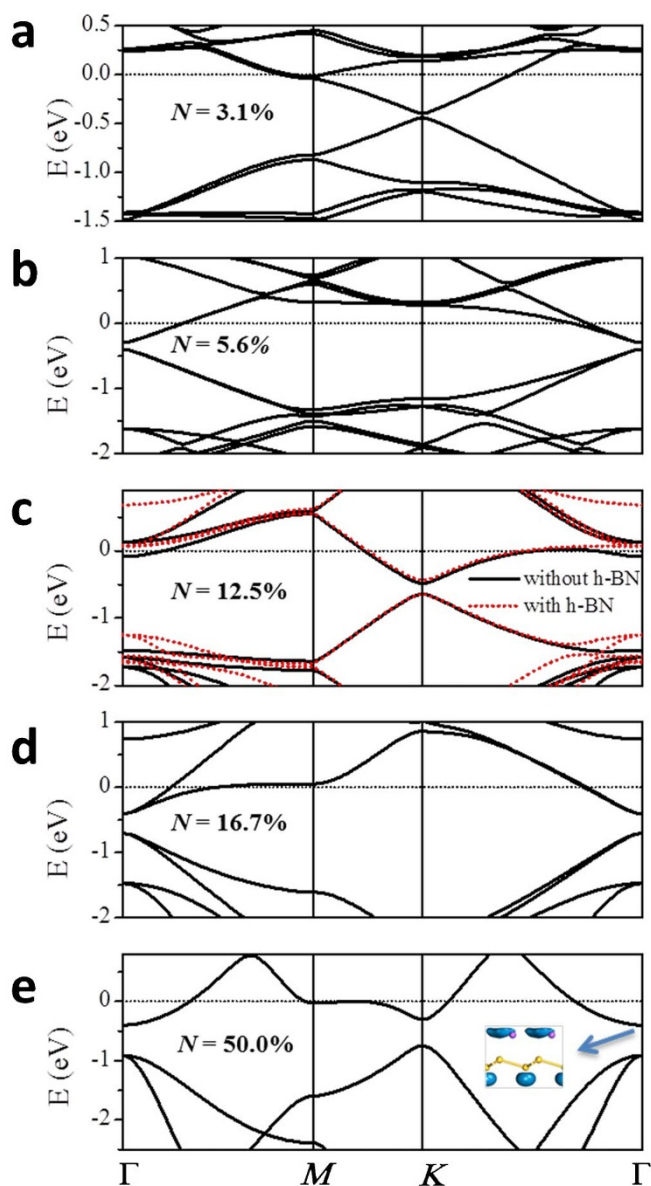 a
0.5
0.0
-0.5
-1.0
-1.5
E (eV)
N = 3.1%
b
1
0
-1
-2
E (eV)
N = 5.6%
c
0
-1
-2
E (eV)
N = 12.5%
without h-BN
with h-BN
d
1
0
-1
-2
E (eV)
N = 16.7%
e
0
-1
-2
E (eV)
N = 50.0%
Γ M K Γ